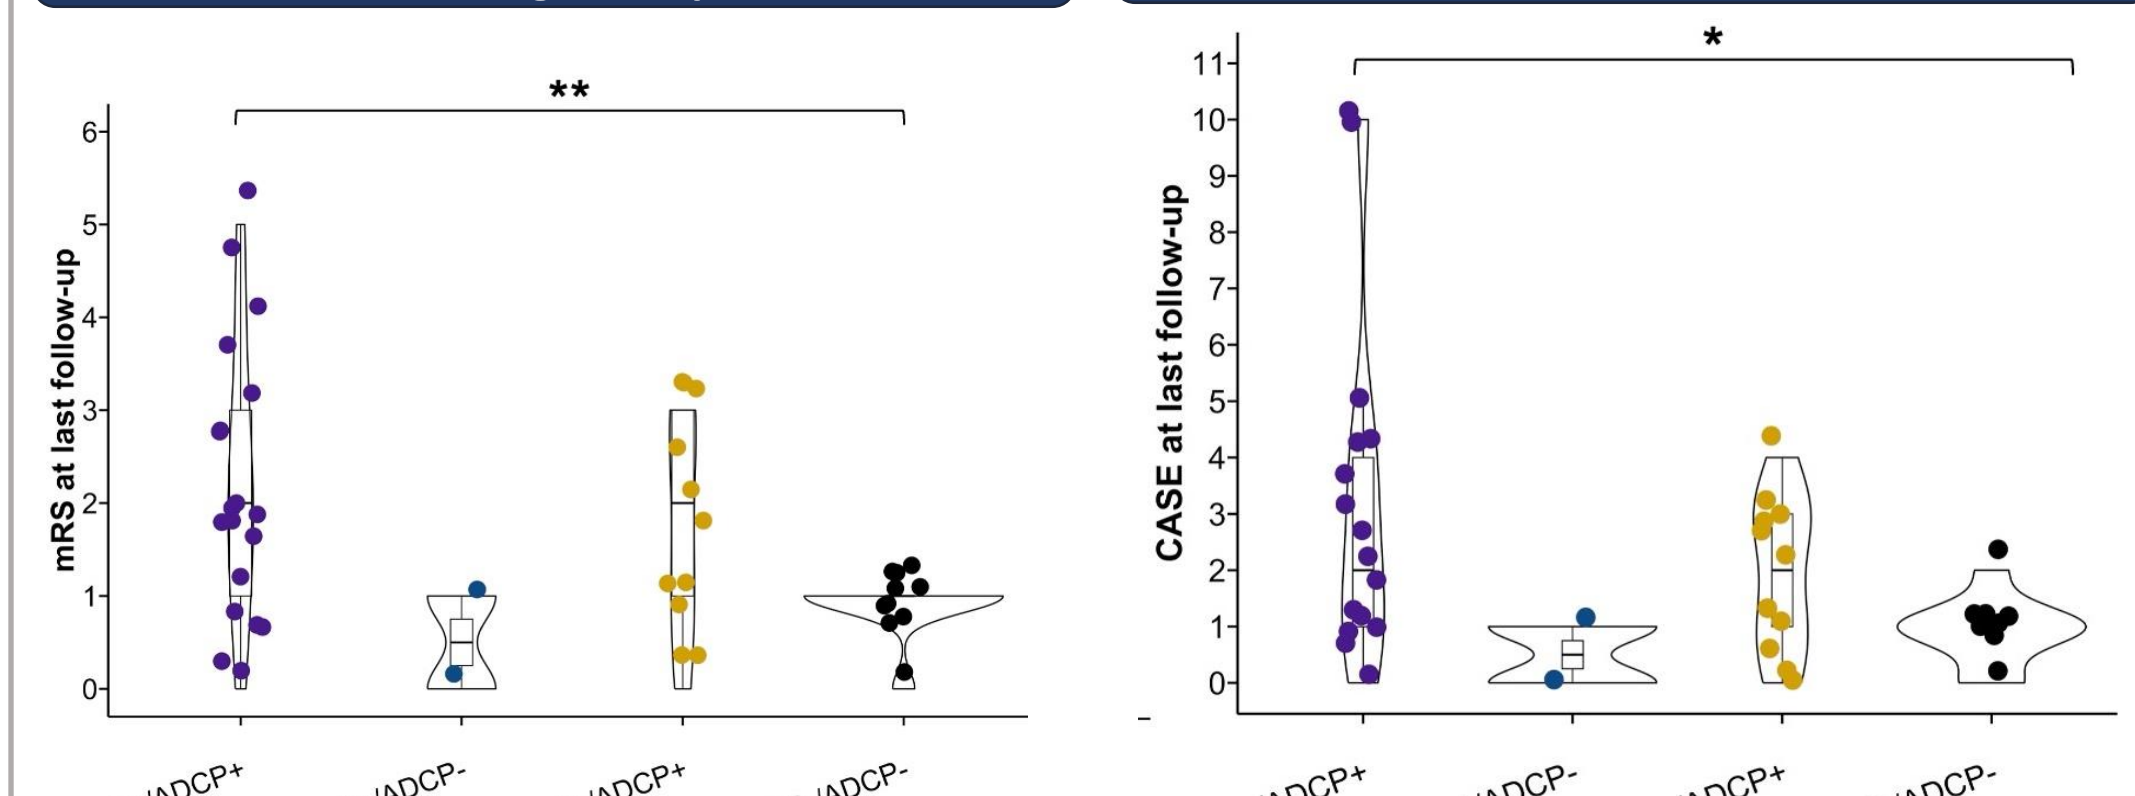 **
6
5
4
3
2
1
0
mRS at last follow-up
/ADCP+
/ADCP-
/ADCP+
/ADCP-
*
11
10
9
8
7
6
5
4
3
2
1
0
CASE at last follow-up
/ADCP+
/ADCP-
/ADCP+
/ADCP-